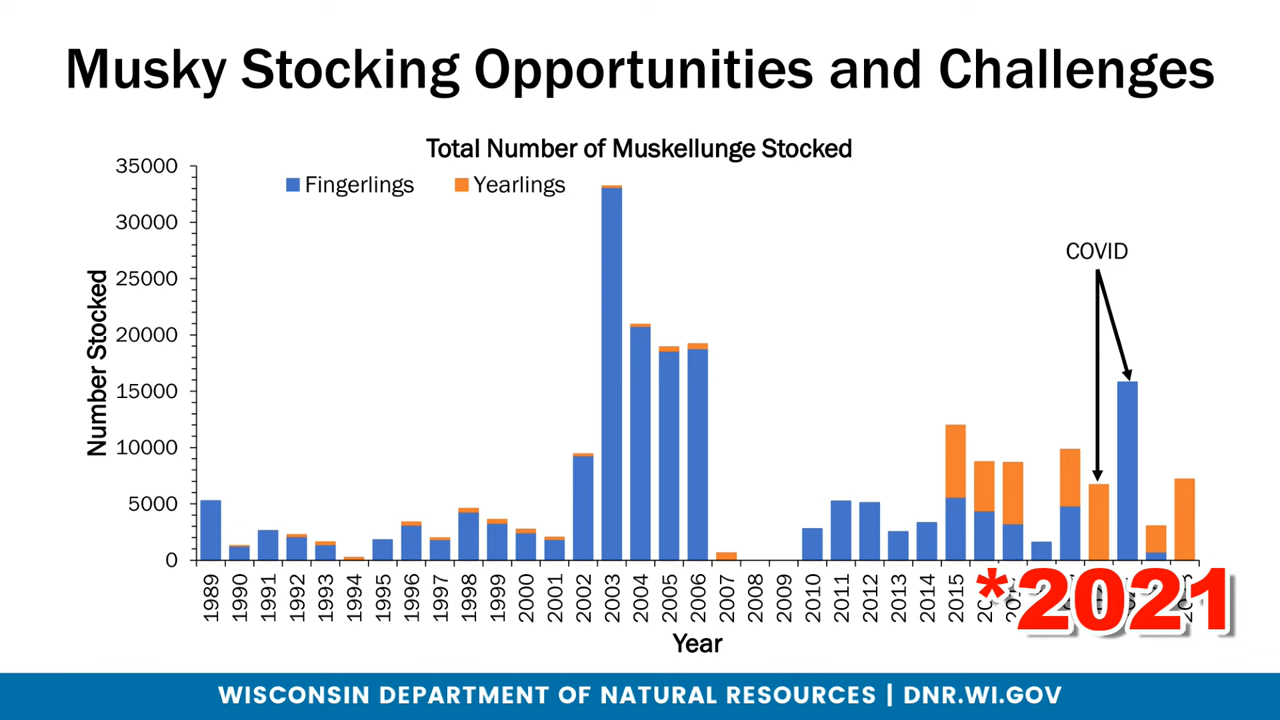 Musky Stocking Opportunities and Challenges
Total Number of Muskellunge Stocked
Fingerlings Yearlings
35000
30000
25000
20000
15000
10000
5000
0
Number Stocked
COVID
1989 1990 1991 1992 1993 1994 1995 1996 1997 1998 1999 2000 2001 2002 2003 2004 2005 2006 2007 2008 2009 2010 2011 2012 2013 2014 2015
*2021
Year
WISCONSIN DEPARTMENT OF NATURAL RESOURCES | DNR.WI.GOV